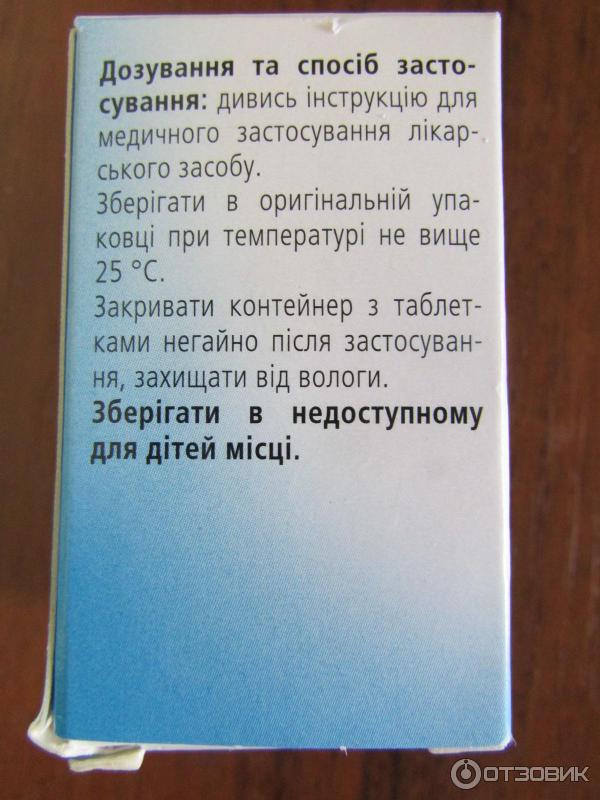 Дозування та спосіб засто-
сування: дивись інструкцію для
медичного застосування лікар-
ського засобу.
Зберігати в оригінальній упа-
ковці при температурі не вище
25 °C.
Закривати контейнер з таблет-
ками негайно після застосуван-
ня, захищати від вологи.
Зберігати в недоступному
для дітей місці.
ОТЗОВИК